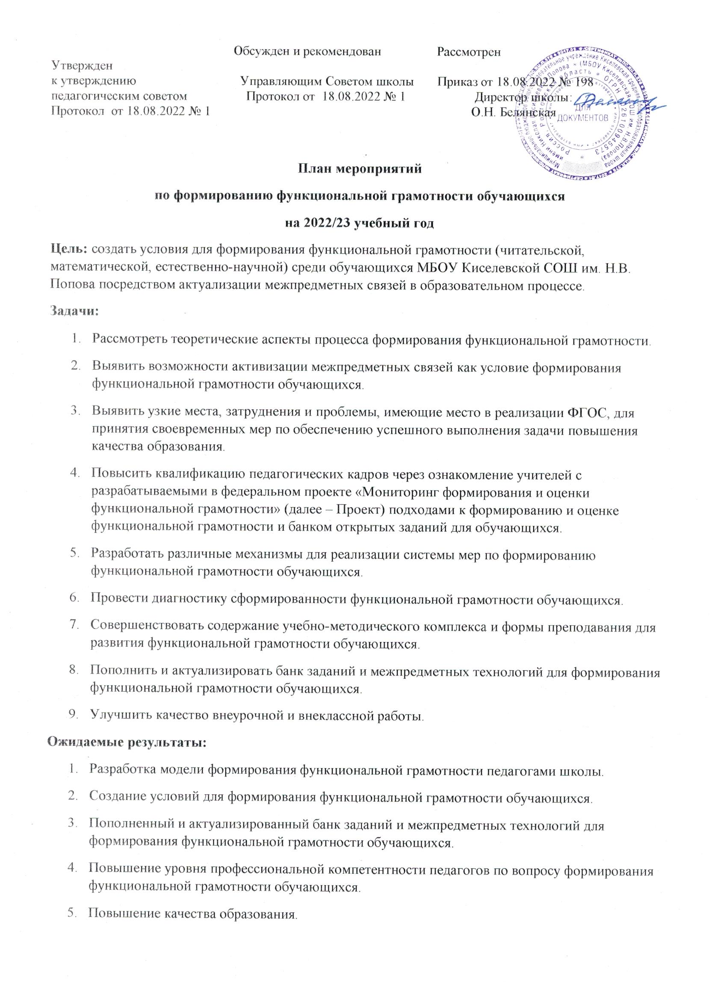 Обсужден и рекомендован Рассмотрен
Утвержден
к утверждению Управляющим Советом школы Приказ от 18.08.2022 № 198
педагогическим советом Протокол от 18.08.2022 № 1 Директор школы:
Протокол от 18.08.2022 № 1 О.Н. Белянская
ДЛЯ
ДОКУМЕНТОВ
План мероприятий
по формированию функциональной грамотности обучающихся
на 2022/23 учебный год
Цель: создать условия для формирования функциональной грамотности (читательской,
математической, естественно-научной) среди обучающихся МБОУ Киселевской СОШ им. Н.В.
Попова посредством актуализации межпредметных связей в образовательном процессе.
Задачи:
1. Рассмотреть теоретические аспекты процесса формирования функциональной грамотности.
2. Выявить возможности активизации межпредметных связей как условие формирования
функциональной грамотности обучающихся.
3. Выявить узкие места, затруднения и проблемы, имеющие место в реализации ФГОС, для
принятия своевременных мер по обеспечению успешного выполнения задачи повышения
качества образования.
4. Повысить квалификацию педагогических кадров через ознакомление учителей с
разрабатываемыми в федеральном проекте «Мониторинг формирования и оценки
функциональной грамотности» (далее – Проект) подходами к формированию и оценке
функциональной грамотности и банком открытых заданий для обучающихся.
5. Разработать различные механизмы для реализации системы мер по формированию
функциональной грамотности обучающихся.
6. Провести диагностику сформированности функциональной грамотности обучающихся.
7. Совершенствовать содержание учебно-методического комплекса и формы преподавания для
развития функциональной грамотности обучающихся.
8. Пополнить и актуализировать банк заданий и межпредметных технологий для формирования
функциональной грамотности обучающихся.
9. Улучшить качество внеурочной и внеклассной работы.
Ожидаемые результаты:
1. Разработка модели формирования функциональной грамотности педагогами школы.
2. Создание условий для формирования функциональной грамотности обучающихся.
3. Пополненный и актуализированный банк заданий и межпредметных технологий для
формирования функциональной грамотности обучающихся.
4. Повышение уровня профессиональной компетентности педагогов по вопросу формирования
функциональной грамотности обучающихся.
5. Повышение качества образования.